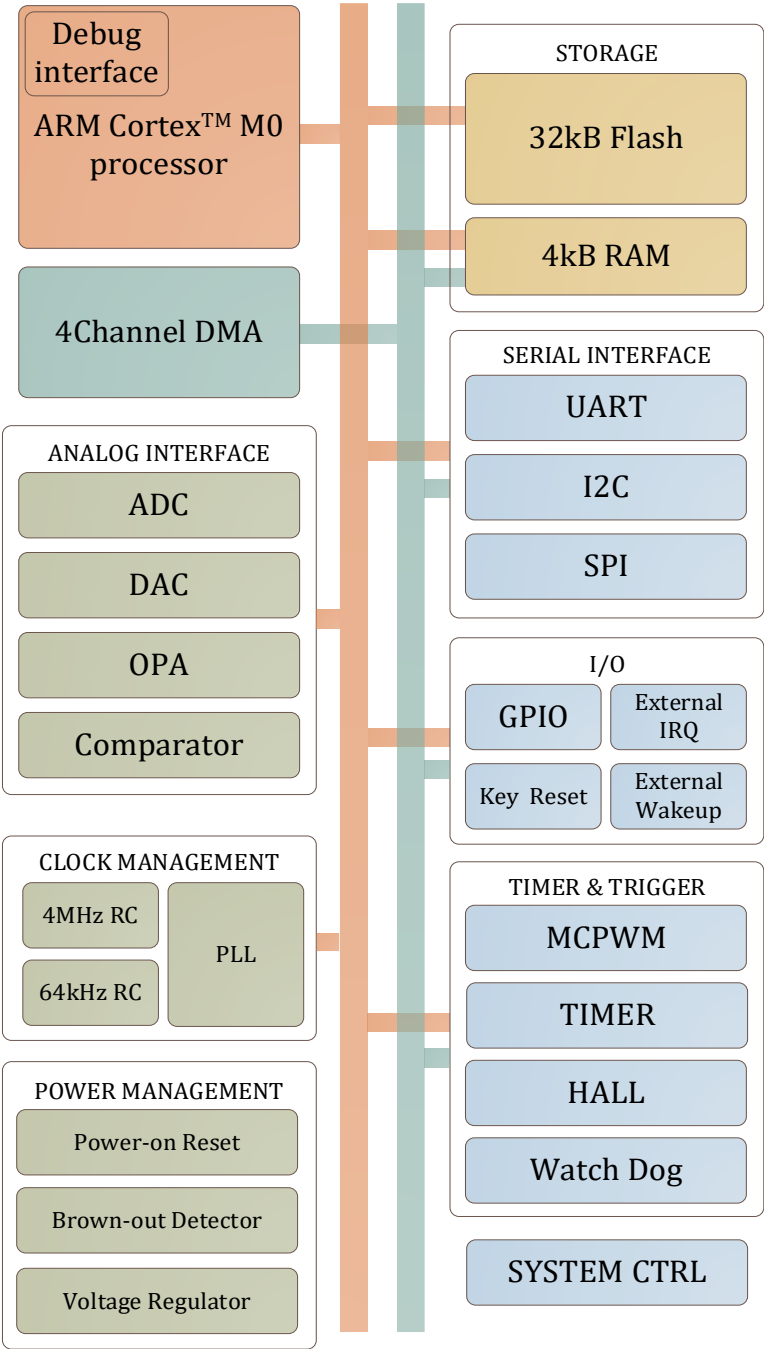 Debug
interface
ARM Cortex™ M0
processor
4Channel DMA
ANALOG INTERFACE
ADC
DAC
OPA
Comparator
CLOCK MANAGEMENT
4MHz RC
64kHz RC
PLL
POWER MANAGEMENT
Power-on Reset
Brown-out Detector
Voltage Regulator
STORAGE
32kB Flash
4kB RAM
SERIAL INTERFACE
UART
I2C
SPI
I/O
GPIO
External
IRQ
Key Reset
External
Wakeup
TIMER & TRIGGER
MCPWM
TIMER
HALL
Watch Dog
SYSTEM CTRL